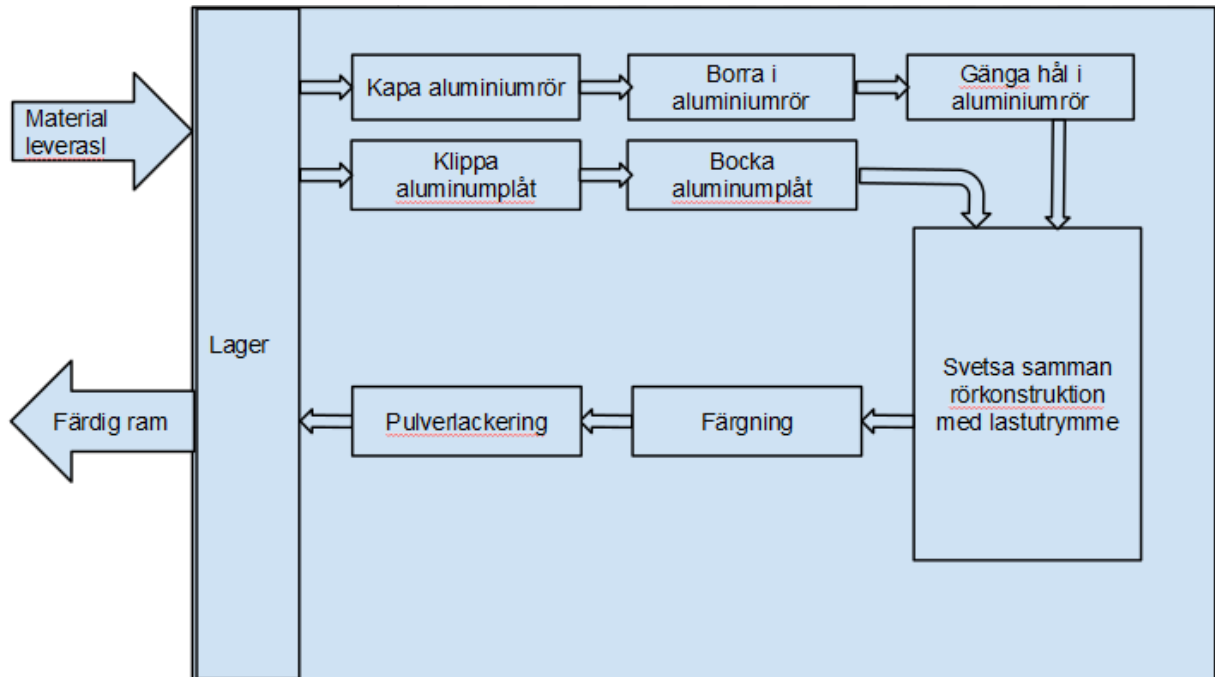 Material
leverasl
Lager
Kapa aluminiumrör
Borra i
aluminiumrör
Gänga hål i
aluminiumrör
Klippa
aluminumplåt
Bocka
aluminumplåt
Svetsa samman
rörkonstruktion
med lastutrymme
Färgning
Pulverlackering
Färdig ram